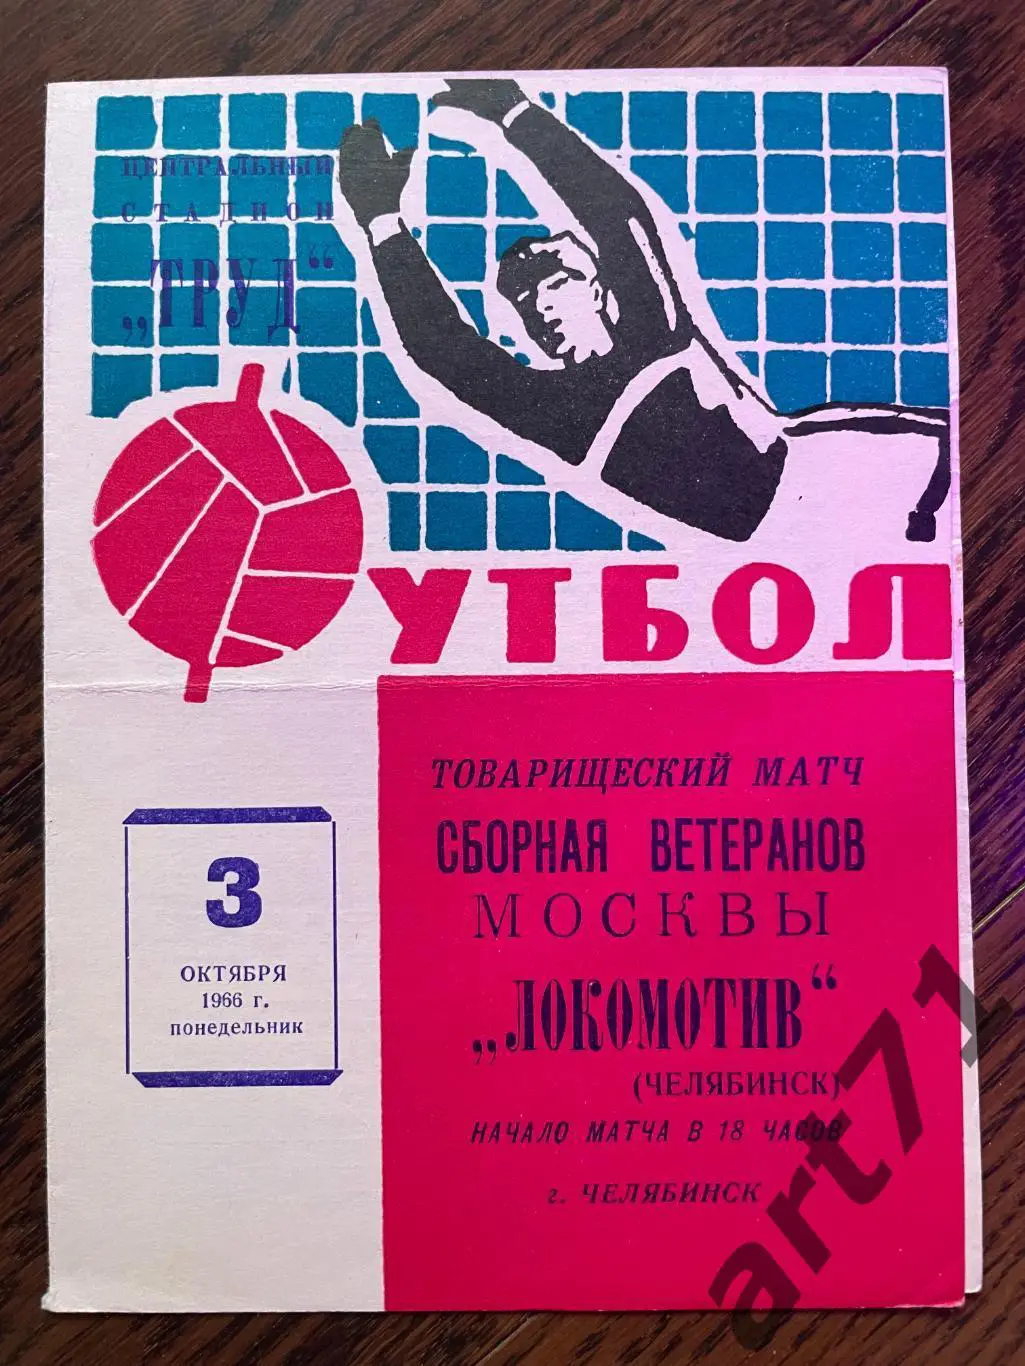 ЦЕНТРАЛЬНЫЙ
СТАДИОН
„ТРУД“
ФУТБОЛ
3
ОКТЯБРЯ
1966 г.
понедельник
ТОВАРИЩЕСКИЙ МАТЧ
СБОРНАЯ ВЕТЕРАНОВ
МОСКВЫ
„ЛОКОМОТИВ“
(ЧЕЛЯБИНСК)
НАЧАЛО МАТЧА В 18 ЧАСОВ
г. ЧЕЛЯБИНСК
art71